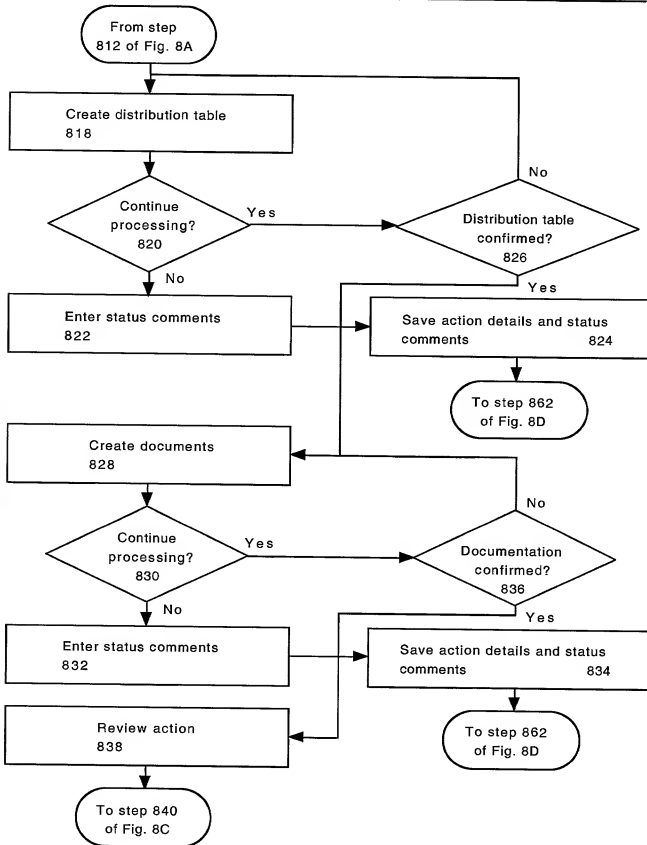 From step
812 of Fig. 8A
Create distribution table
818
No
Continue
processing?
820
Yes
Distribution table
confirmed?
826
No
Yes
Enter status comments
822
Save action details and status
comments 824
To step 862
of Fig. 8D
Create documents
828
No
Continue
processing?
830
Yes
Documentation
confirmed?
836
No
Yes
Enter status comments
832
Save action details and status
comments 834
Review action
838
To step 862
of Fig. 8D
To step 840
of Fig. 8C